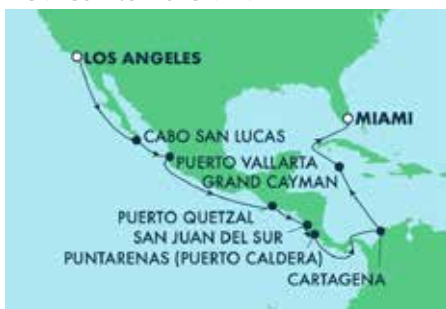 LOS ANGELES
MIAMI
CABO SAN LUCAS
PUERTO VALLARTA
GRAND CAYMAN
PUERTO QUETZAL
SAN JUAN DEL SUR
PUNTARENAS (PUERTO CALDERA)
CARTAGENA